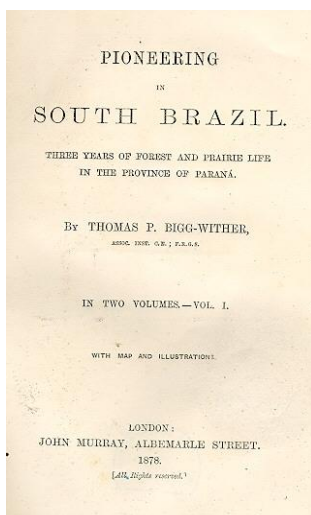 PIONEERING
IN
SOUTH BRAZIL.
THREE YEARS OF FOREST AND PRAIRIE LIFE
IN THE PROVINCE OF PARANÁ.
BY THOMAS P. BIGG-WITHER,
ASSOC. INST. C.E.; F.R.G.S.
IN TWO VOLUMES.—VOL. I.
WITH MAP AND ILLUSTRATIONS.
LONDON:
JOHN MURRAY, ALBEMARLE STREET.
1878.
[All Rights reserved.]